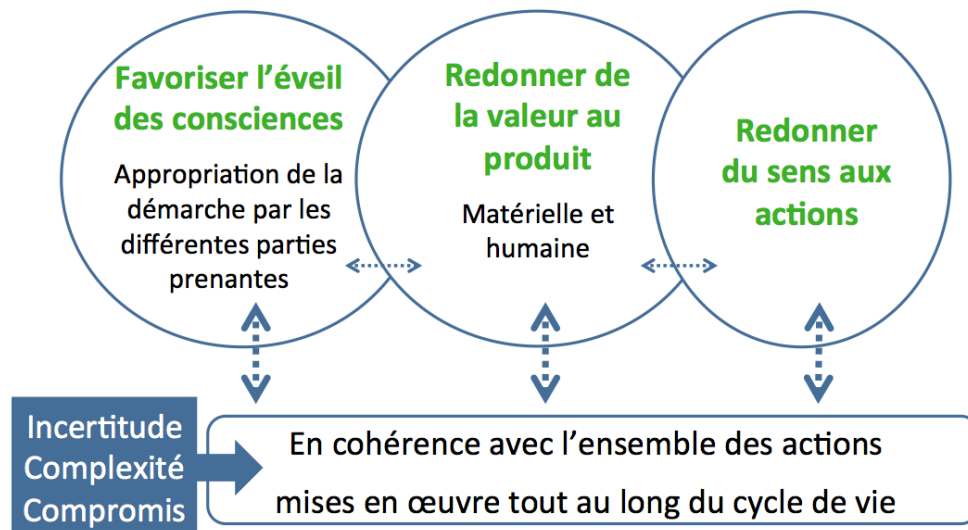 Favoriser l’éveil
des consciences
Appropriation de la
démarche par les
différentes parties
prenantes
Redonner de
la valeur au
produit
Matérielle et
humaine
Redonner
du sens aux
actions
Incertitude
Complexité
Compromis
En cohérence avec l’ensemble des actions
mises en œuvre tout au long du cycle de vie